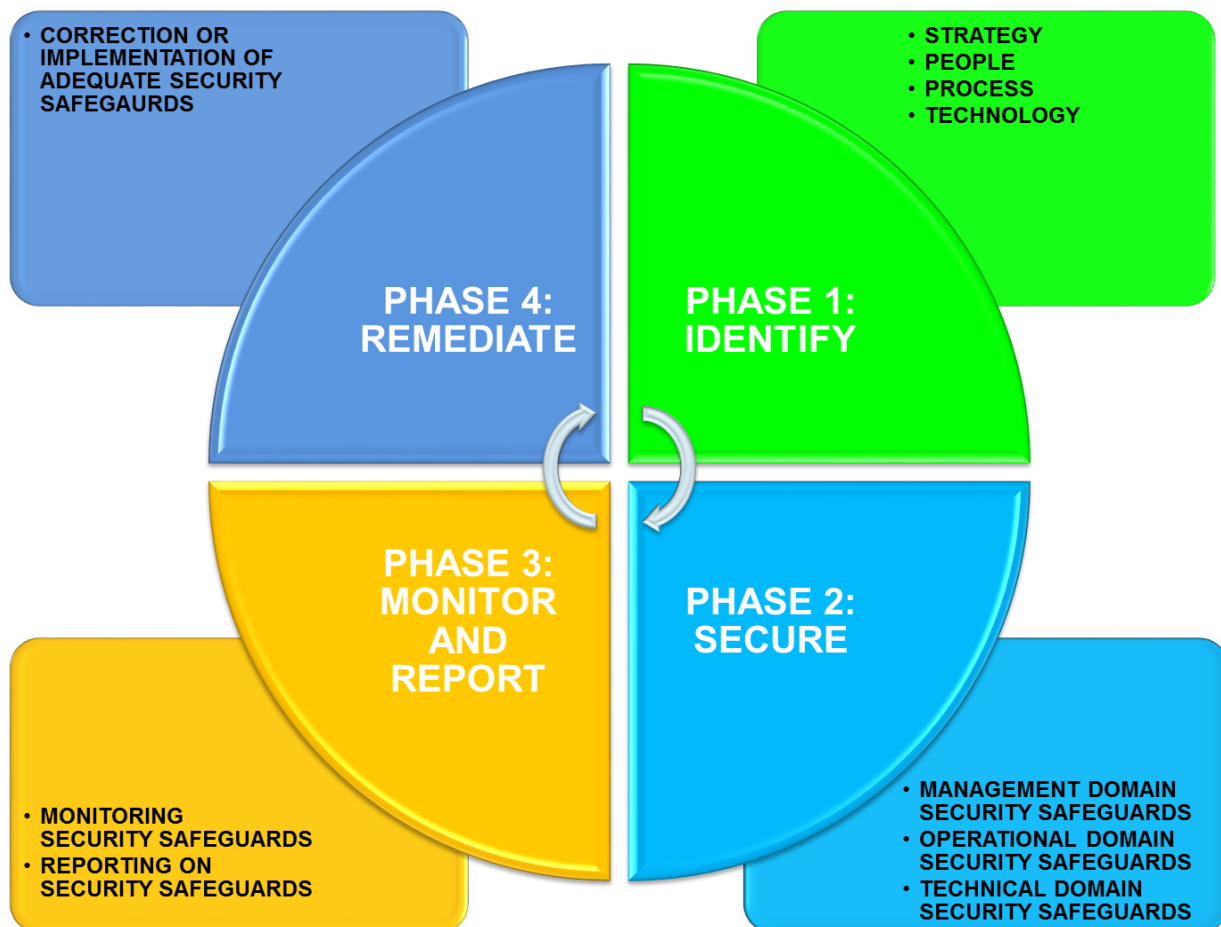 • CORRECTION OR
IMPLEMENTATION OF
ADEQUATE SECURITY
SAFEGAURDS
• STRATEGY
• PEOPLE
• PROCESS
• TECHNOLOGY
PHASE 4:
REMEDIATE
PHASE 1:
IDENTIFY
PHASE 3:
MONITOR
AND
REPORT
PHASE 2:
SECURE
• MONITORING
SECURITY SAFEGUARDS
• REPORTING ON
SECURITY SAFEGUARDS
• MANAGEMENT DOMAIN
SECURITY SAFEGUARDS
• OPERATIONAL DOMAIN
SECURITY SAFEGUARDS
• TECHNICAL DOMAIN
SECURITY SAFEGUARDS